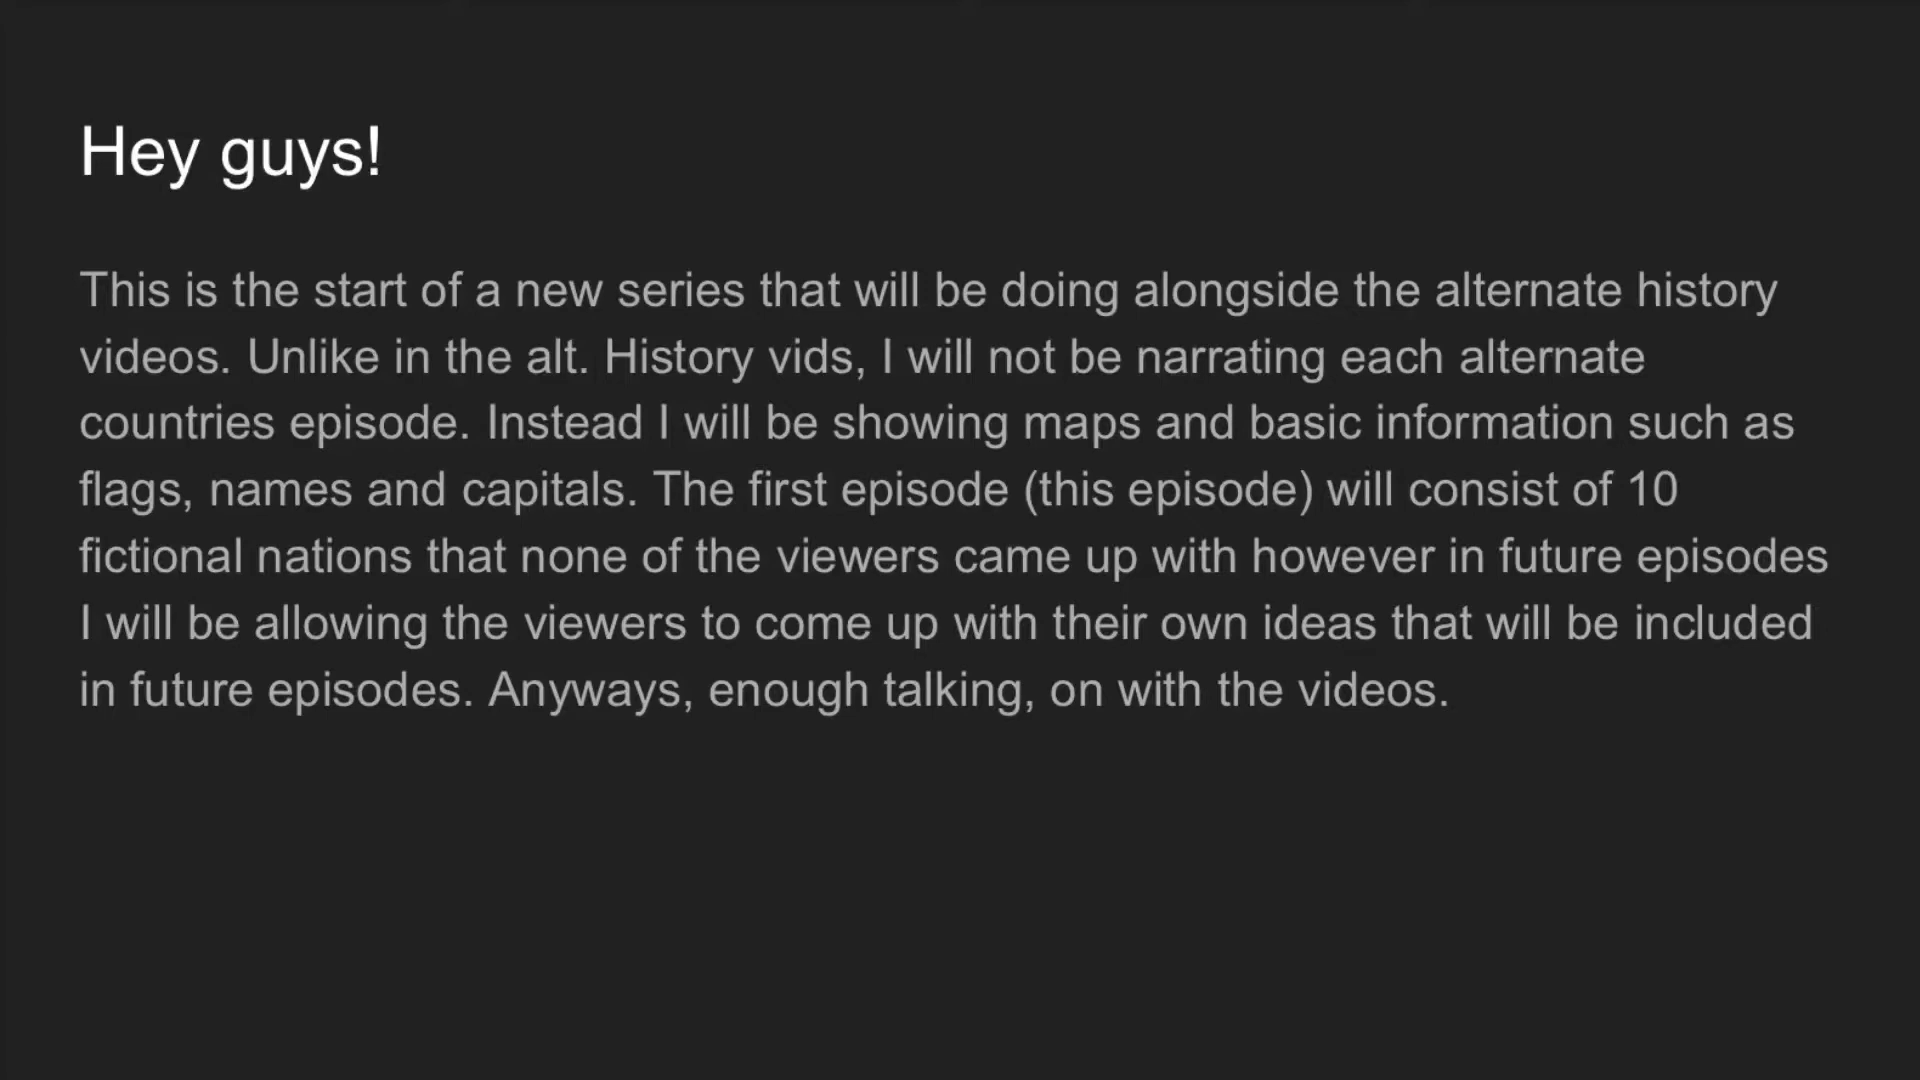 Hey guys!
This is the start of a new series that will be doing alongside the alternate history
videos. Unlike in the alt. History vids, I will not be narrating each alternate
countries episode. Instead I will be showing maps and basic information such as
flags, names and capitals. The first episode (this episode) will consist of 10
fictional nations that none of the viewers came up with however in future episodes
I will be allowing the viewers to come up with their own ideas that will be included
in future episodes. Anyways, enough talking, on with the videos.